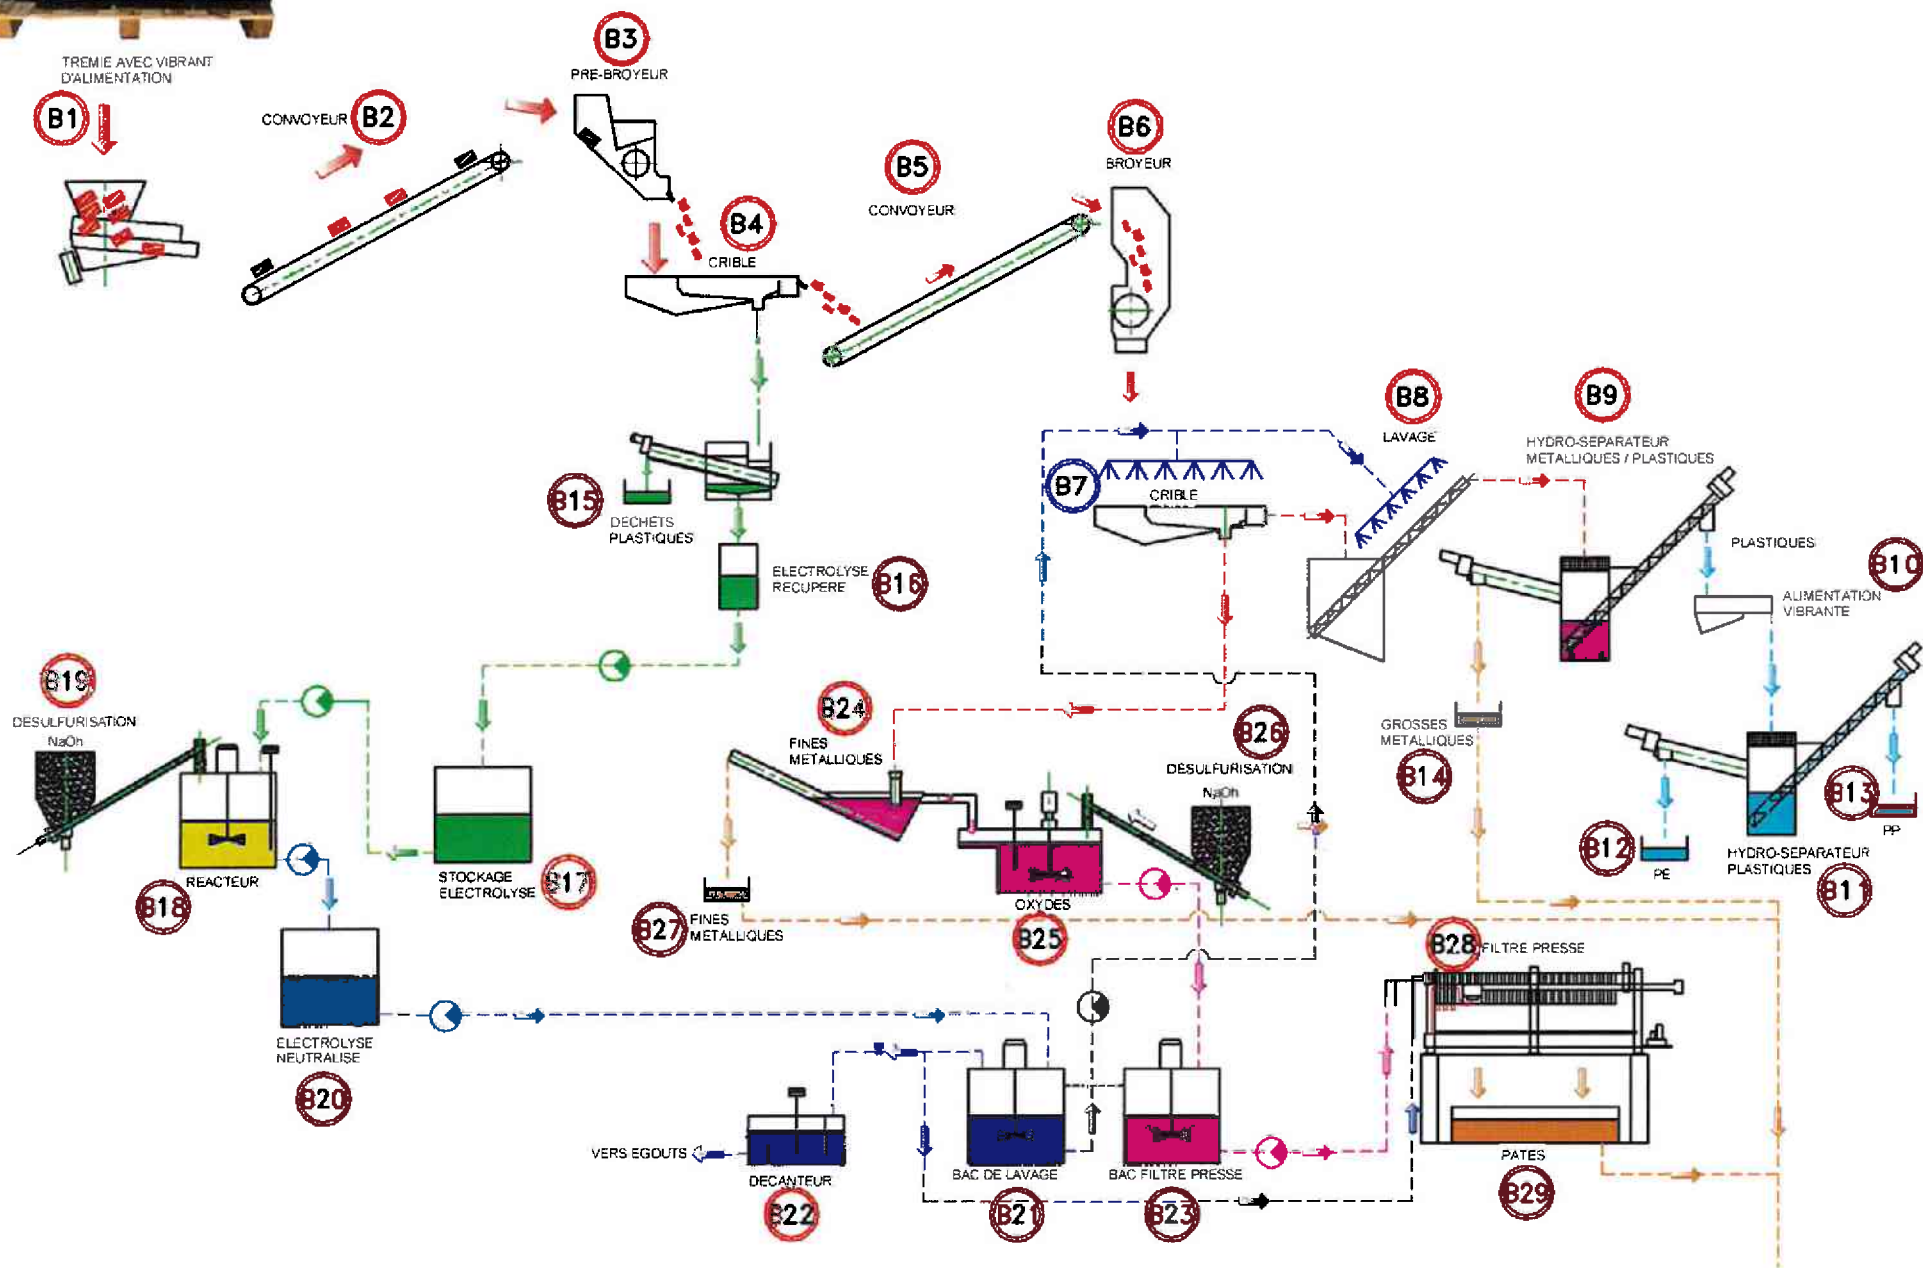 TREMIE AVEC VIBRANT
D'ALIMENTATION
B1
CONVOYEUR
B2
B3
PRE-BROYEUR
B4
CRIBLE
B5
CONVOYEUR
B6
BROYEUR
B7
CRIBLE
B8
LAVAGE
B9
HYDRO-SEPARATEUR
METALLIQUES / PLASTIQUES
PLASTIQUES
B10
ALIMENTATION
VIBRANTE
B15
DECHETS
PLASTIQUES
ELECTROLYSE
RECUPERE
B16
B19
DESULFURISATION
NaOh
REACTEUR
B18
STOCKAGE
ELECTROLYSE
B17
B24
FINES
METALLIQUES
B26
DESULFURISATION
NaOh
GROSSES
METALLIQUES
B14
B12
PE
B13
PP
HYDRO-SEPARATEUR
PLASTIQUES
B11
B27
FINES
METALLIQUES
OXYDES
B25
B28
FILTRE PRESSE
ELECTROLYSE
NEUTRALISE
B20
VERS EGOUTS
DECANTEUR
B22
BAC DE LAVAGE
B21
BAC FILTRE PRESSE
B23
PATES
B29